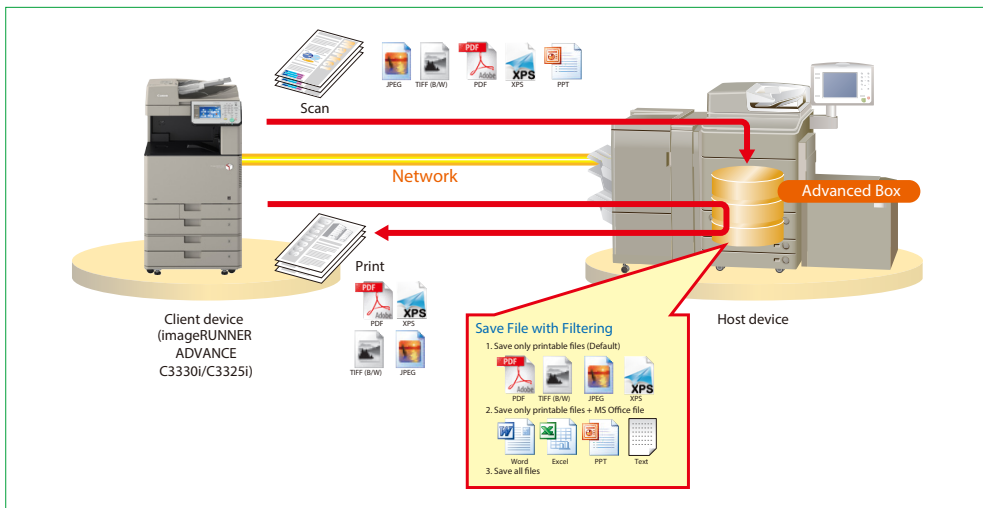 JPEG
TIFF (B/W)
PDF
Adobe
PDF
XPS
XPS
PPT
Scan
Network
Advanced Box
Print
PDF
Adobe
PDF
XPS
XPS
TIFF (B/W)
JPEG
Client device
(imageRUNNER
ADVANCE
C3330i/C3325i)
Host device
Save File with Filtering
1. Save only printable files (Default)
PDF
Adobe
PDF
TIFF (B/W)
JPEG
XPS
XPS
2. Save only printable files + MS Office file
Word
Excel
PPT
Text
3. Save all files